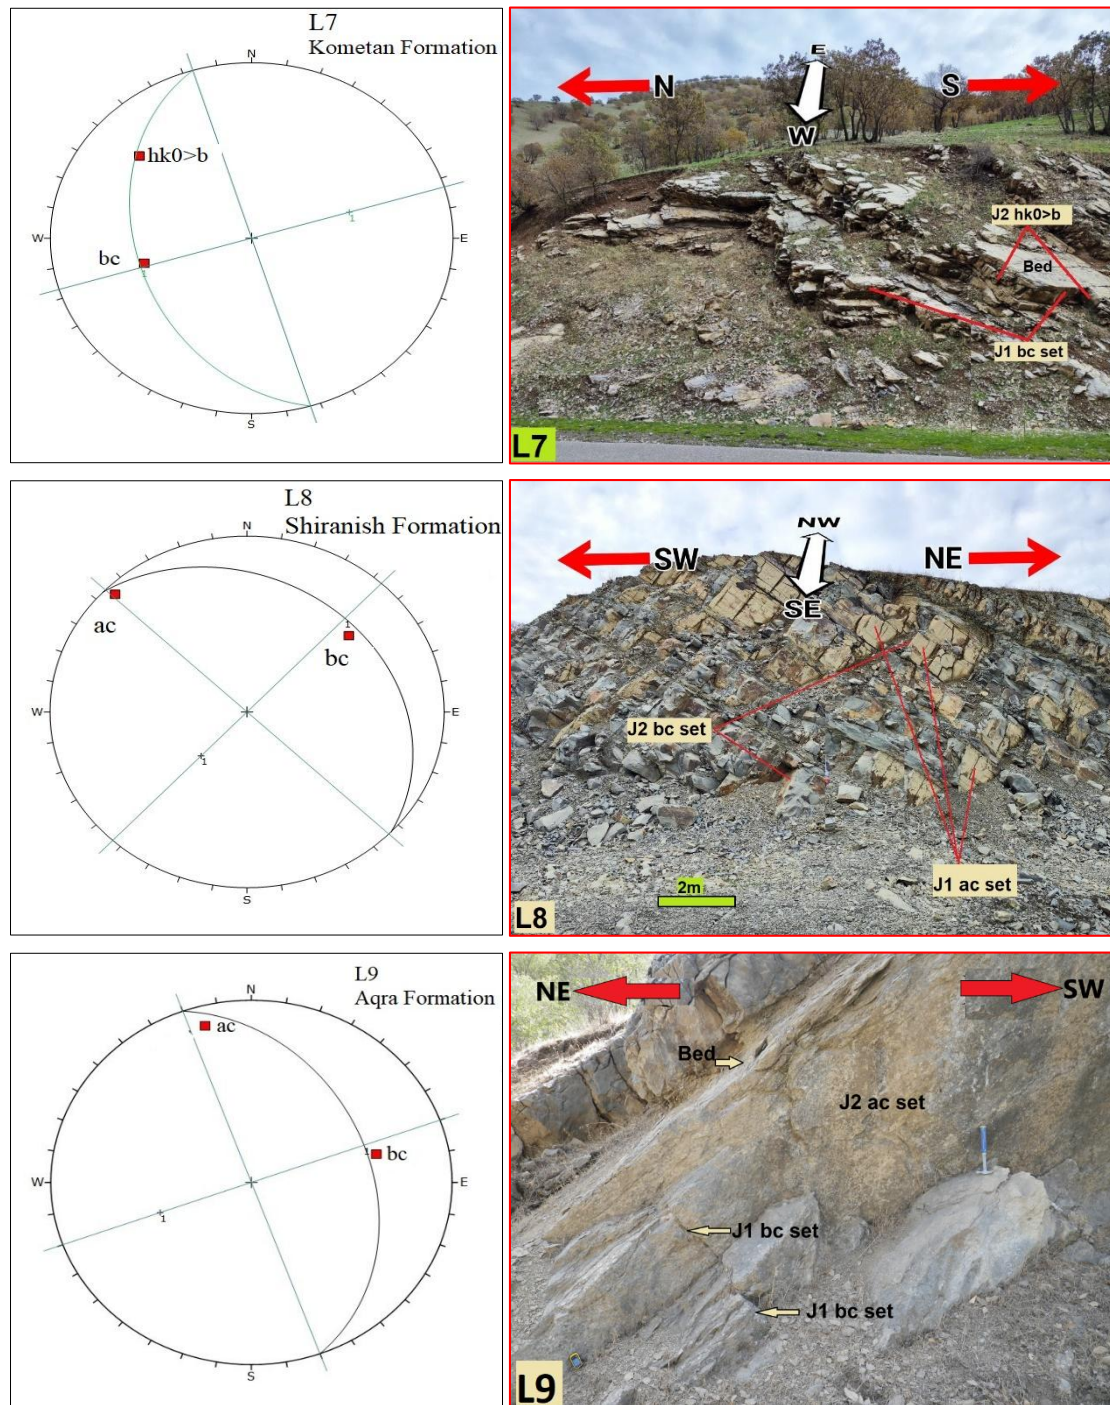 L7
Kometan Formation
N
hk0>b
1
W
E
bc
1
S
E
N
S
W
J2 hk0>b
Bed
J1 bc set
L7
L8
Shiranish Formation
N
ac
1
bc
W
E
1
S
NW
SW
NE
SE
J2 bc set
J1 ac set
2m
L8
L9
Aqra Formation
N
ac
1
bc
W
E
1
S
NE
SW
Bed
J2 ac set
J1 bc set
J1 bc set
L9